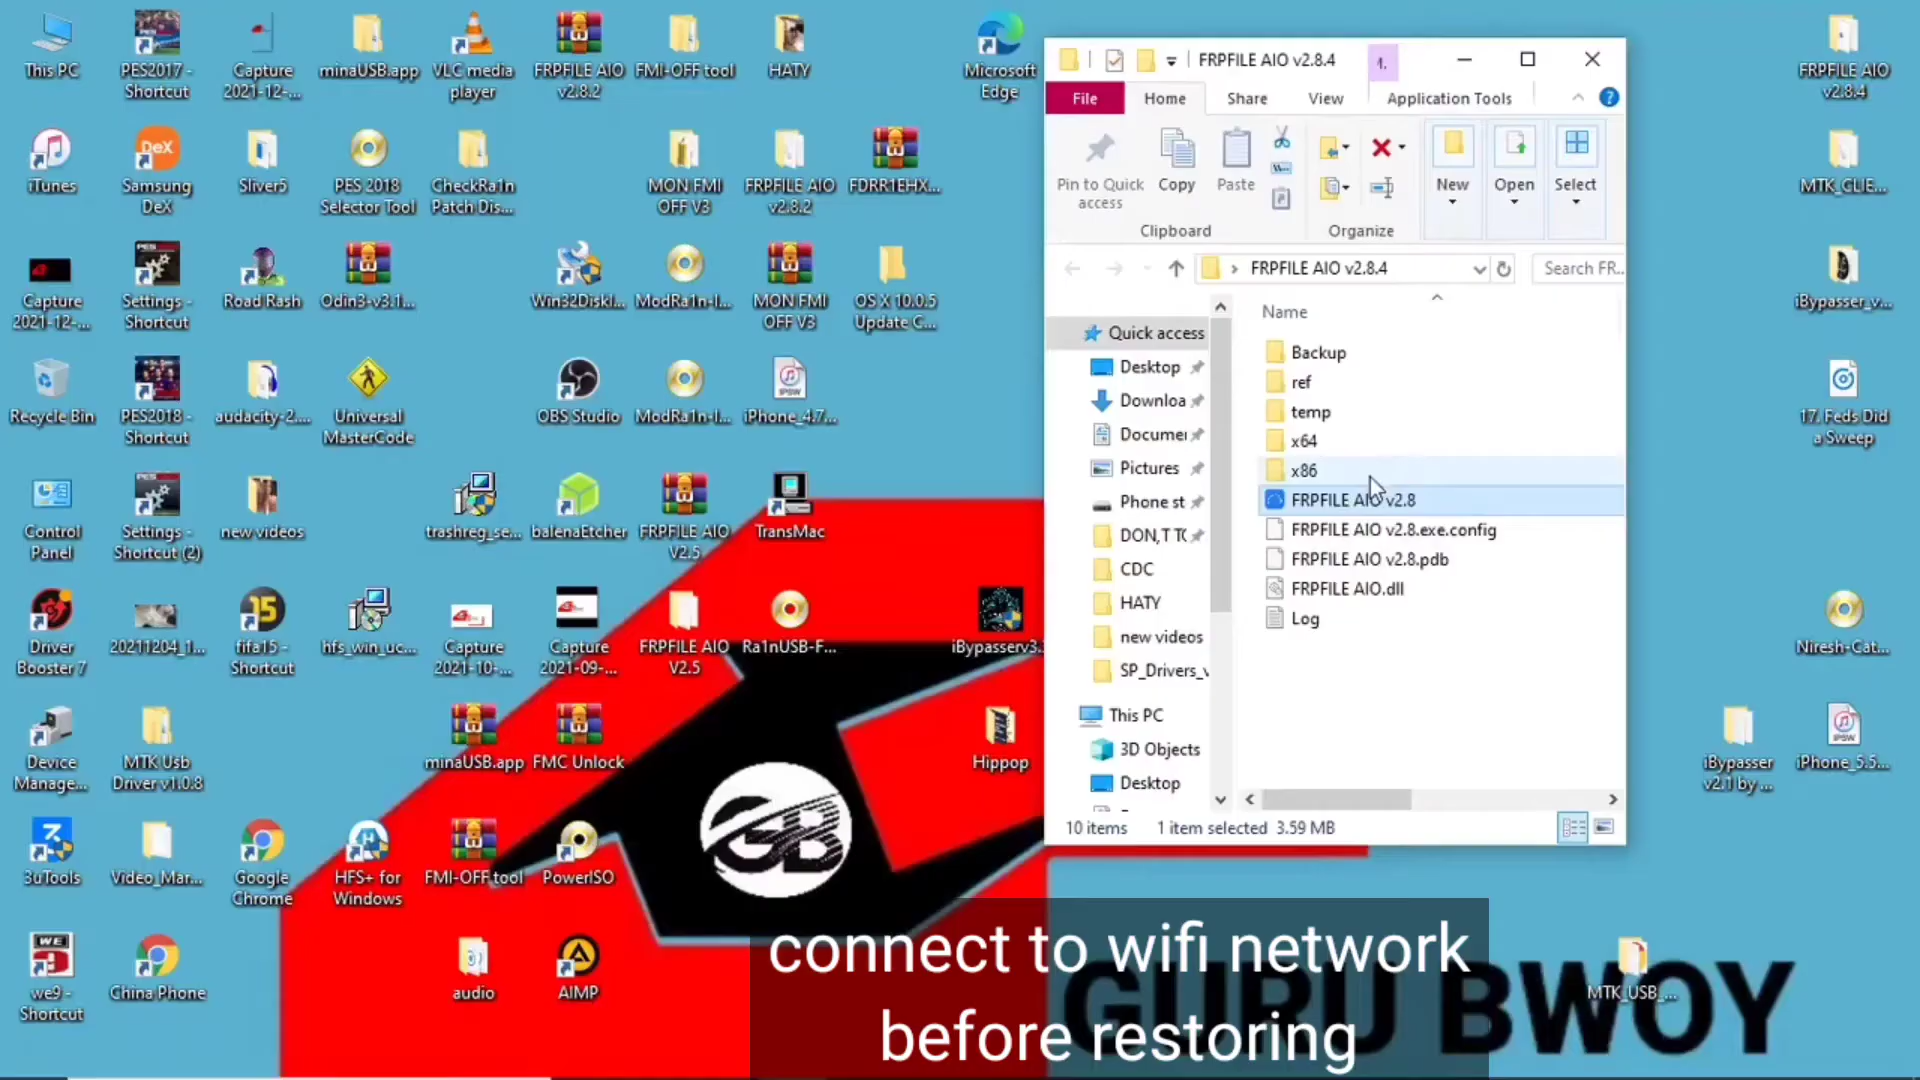 This PC
PES2017 -
Shortcut
Capture
2021-12-...
minaUSB.app
VLC media
player
FRPFILE AIO
v2.8.2
FMI-OFF tool
HATY
Microsoft
Edge
iTunes
Samsung
DeX
Sliver5
PES 2018
Selector Tool
CheckRa1n
Patch Dis...
MON FMI
OFF V3
FRPFILE AIO
v2.8.2
FDRR1EHX...
Capture
2021-12-...
Settings -
Shortcut
Road Rash
Odin3-v3.1...
Win32DiskI...
ModRa1n-I...
MON FMI
OFF V3
OS X 10.0.5
Update C...
Recycle Bin
PES2018 -
Shortcut
audacity-2....
Universal
MasterCode
OBS Studio
ModRa1n-I...
iPhone_4.7...
Control
Panel
Settings -
Shortcut (2)
new videos
trashreg_se...
balenaEtcher
FRPFILE AIO
V2.5
TransMac
Driver
Booster 7
20211204_1...
fifa15 -
Shortcut
hfs_win_uc...
Capture
2021-10-...
Capture
2021-09-...
FRPFILE AIO
V2.5
Ra1nUSB-F...
iBypasserv3.
Device
Manage...
MTK Usb
Driver v1.0.8
minaUSB.app
FMC Unlock
Hippop
3uTools
Video_Mar...
Google
Chrome
HFS+ for
Windows
FMI-OFF tool
PowerISO
we9 -
Shortcut
China Phone
audio
AIMP
FRPFILE AIO v2.8.4
File
Home
Share
View
Application Tools
Pin to Quick
access
Copy
Paste
New
Open
Select
Clipboard
Organize
FRPFILE AIO v2.8.4
Search FR...
Name
Quick access
Desktop
Downloa
Documer
Pictures
Phone st
DON,T TO
CDC
HATY
new videos
SP_Drivers_v
This PC
3D Objects
Desktop
Backup
ref
temp
x64
x86
FRPFILE AIO v2.8
FRPFILE AIO v2.8.exe.config
FRPFILE AIO v2.8.pdb
FRPFILE AIO.dll
Log
10 items
1 item selected 3.59 MB
FRPFILE AIO
v2.8.4
MTK_CLIE...
iBypasser_v...
17. Feds Did
a Sweep
Niresh-Cat...
iBypasser
v2.1 by ...
iPhone_5.5...
MTK_USB_...
GB
GURU BWOY
connect to wifi network
before restoring